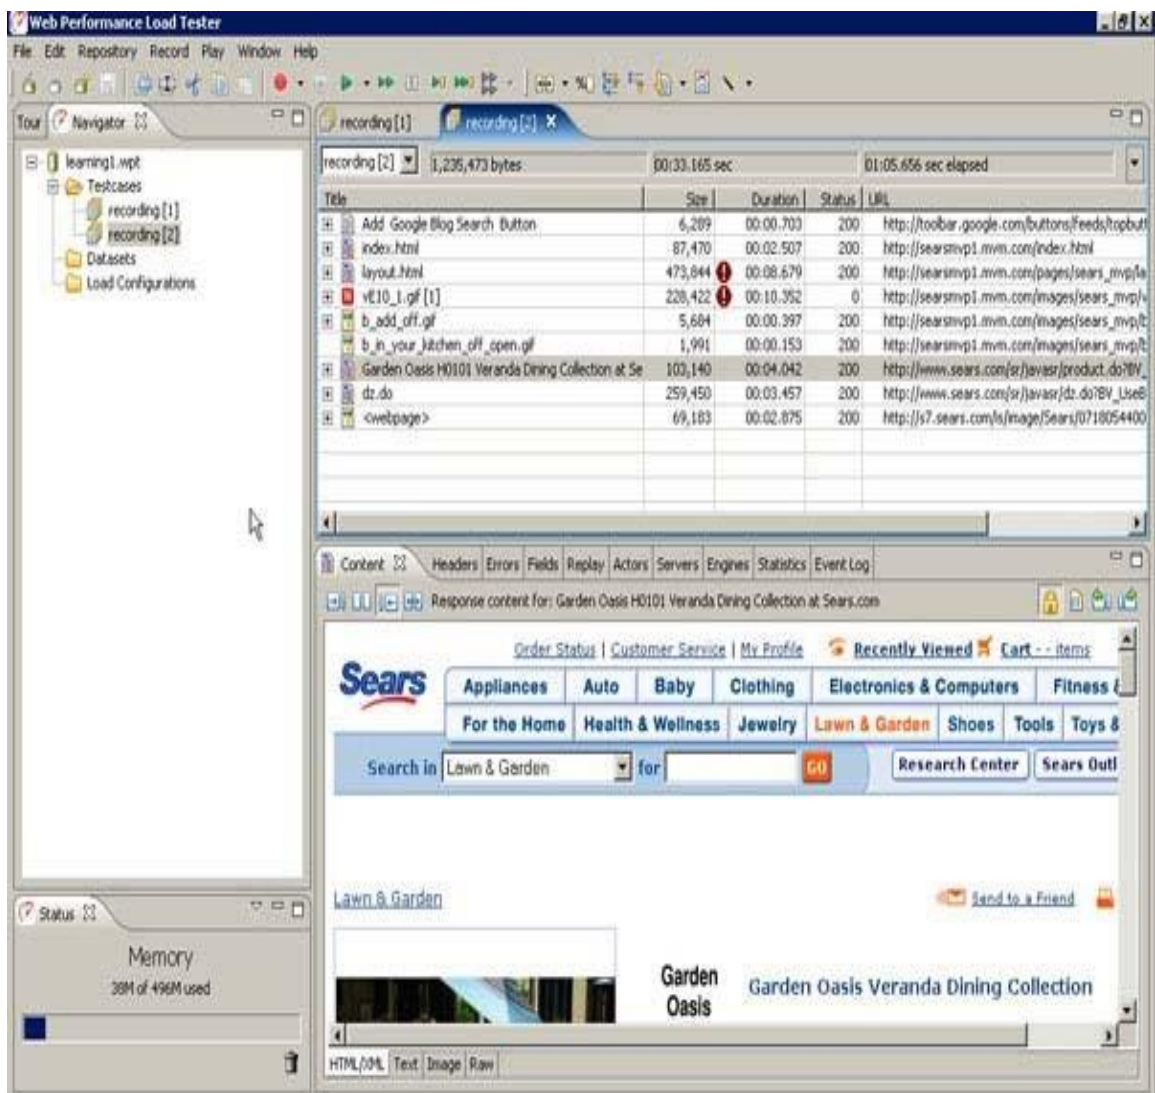 Web Performance Load Tester
File Edit Repository Record Play Window Help
Tour Navigator
learning1.wpt
Testcases
recording [1]
recording [2]
Datasets
Load Configurations
recording [1] recording [2]
recording [2] 1,235,473 bytes 00:33.165 sec 01:05.656 sec elapsed
Title Size Duration Status URL
Add Google Blog Search Button 6,289 00:00.703 200 http://toolbar.google.com/buttons/feeds/topbutt
index.html 87,470 00:02.507 200 http://searsmvp1.mvm.com/index.html
layout.html 473,844 00:08.679 200 http://searsmvp1.mvm.com/pages/sears_mvp/la
vE10_1.gif [1] 228,422 00:10.352 0 http://searsmvp1.mvm.com/images/sears_mvp/
b_add_off.gif 5,684 00:00.397 200 http://searsmvp1.mvm.com/images/sears_mvp/b
b_in_your_kitchen_off_open.gif 1,991 00:00.153 200 http://searsmvp1.mvm.com/images/sears_mvp/b
Garden Oasis H0101 Veranda Dining Collection at Se 103,140 00:04.042 200 http://www.sears.com/sr/javasr/product.do?BV_
dz.do 259,450 00:03.457 200 http://www.sears.com/sr/javasr/dz.do?BV_UseB
<webpage> 69,183 00:02.875 200 http://s7.sears.com/is/image/Sears/0718054400
Content Headers Errors Fields Replay Actors Servers Engines Statistics Event Log
Response content for: Garden Oasis H0101 Veranda Dining Collection at Sears.com
Order Status | Customer Service | My Profile Recently Viewed Cart - - items
Sears
Appliances Auto Baby Clothing Electronics & Computers Fitness &
For the Home Health & Wellness Jewelry Lawn & Garden Shoes Tools Toys &
Search in Lawn & Garden for GO Research Center Sears Outl
Lawn & Garden Send to a Friend
Garden Oasis Garden Oasis Veranda Dining Collection
HTML/XML Text Image Raw
Status
Memory
38M of 496M used